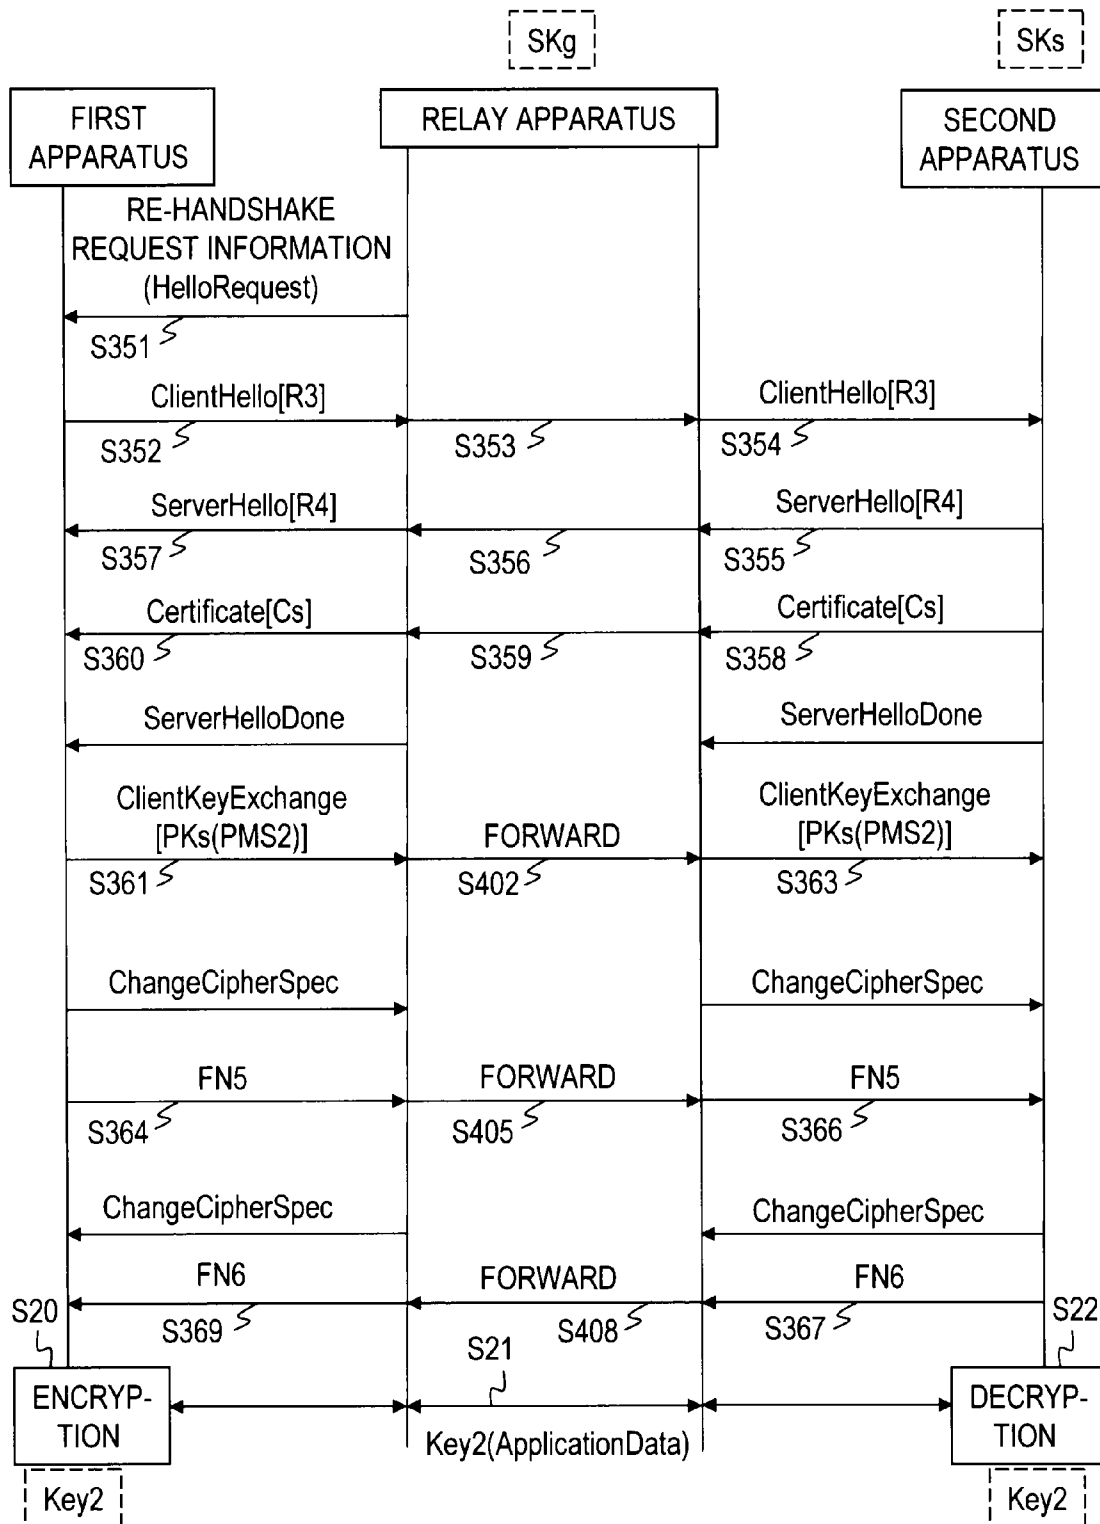 SKg
SKs
FIRST
APPARATUS
RELAY APPARATUS
SECOND
APPARATUS
RE-HANDSHAKE
REQUEST INFORMATION
(HelloRequest)
S351
ClientHello[R3]
ClientHello[R3]
S352
S353
S354
ServerHello[R4]
ServerHello[R4]
S357
S356
S355
Certificate[Cs]
Certificate[Cs]
S360
S359
S358
ServerHelloDone
ServerHelloDone
ClientKeyExchange
[PKs(PMS2)]
FORWARD
ClientKeyExchange
[PKs(PMS2)]
S361
S402
S363
ChangeCipherSpec
ChangeCipherSpec
FN5
FORWARD
FN5
S364
S405
S366
ChangeCipherSpec
ChangeCipherSpec
FN6
FORWARD
FN6
S20
S369
S408
S367
S22
S21
ENCRYP-
TION
DECRYP-
TION
Key2(ApplicationData)
Key2
Key2